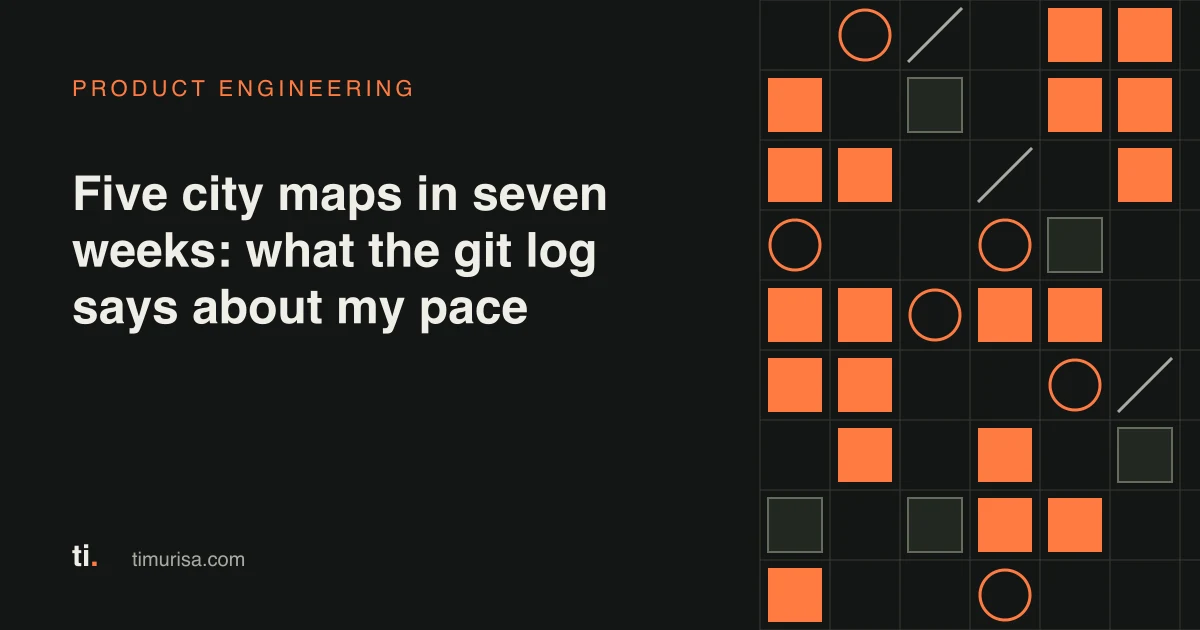 PRODUCT ENGINEERING
Five city maps in seven
weeks: what the git log
says about my pace
ti. timurisa.com